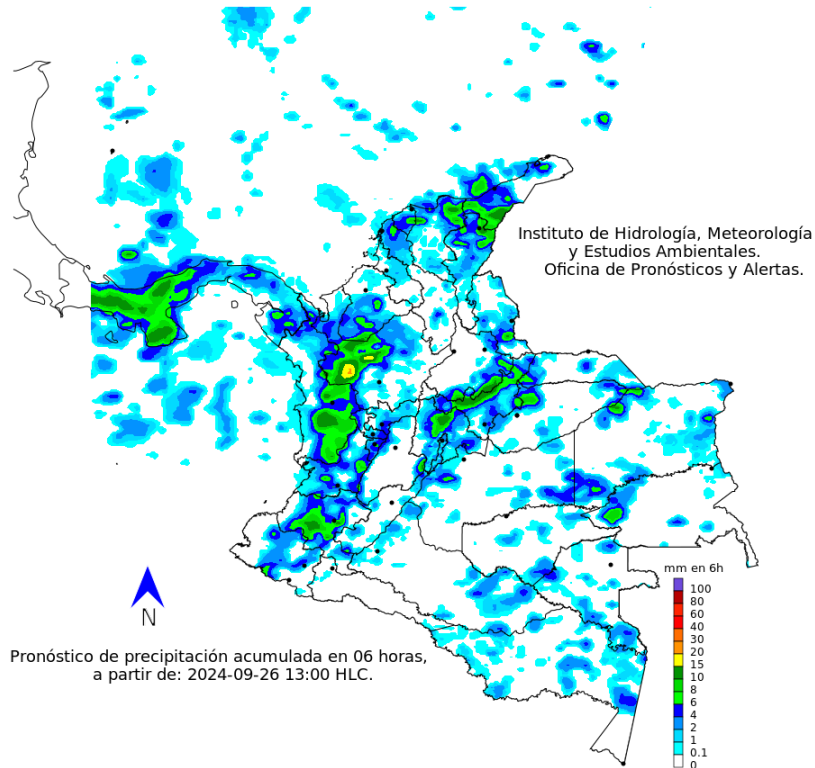 Instituto de Hidrología, Meteorología
y Estudios Ambientales.
Oficina de Pronósticos y Alertas.
mm en 6h
100
80
60
40
30
20
15
10
8
6
4
2
1
0.1
0
N
Pronóstico de precipitación acumulada en 06 horas,
a partir de: 2024-09-26 13:00 HLC.